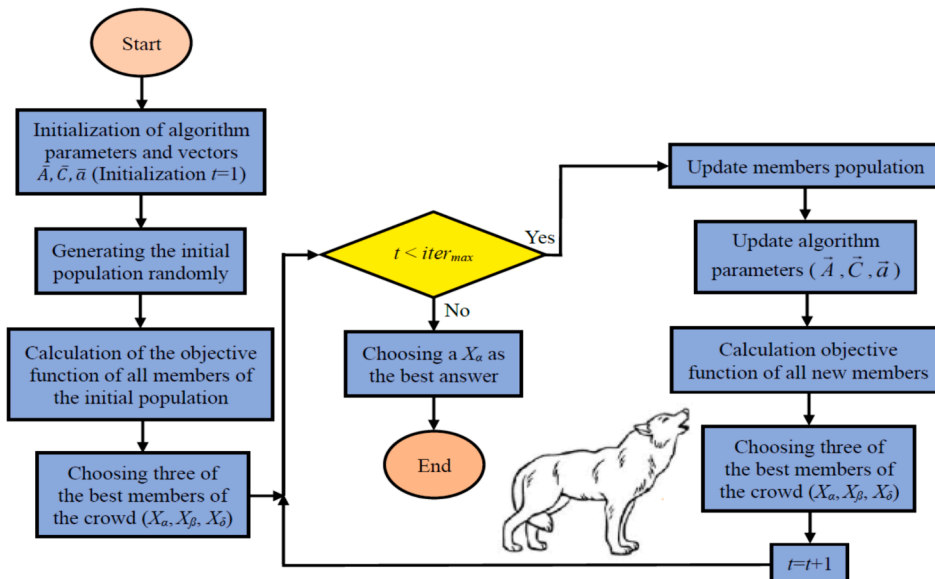 Start
Initialization of algorithm
parameters and vectors
Ā, C̄, ā (Initialization t=1)
Generating the initial
population randomly
Calculation of the objective
function of all members of
the initial population
Choosing three of
the best members of
the crowd (Xα, Xβ, Xδ)
t < iter_max
Yes
No
Choosing a Xα as
the best answer
End
Update members population
Update algorithm
parameters ( A⃗ , C⃗ , a⃗ )
Calculation objective
function of all new members
Choosing three of
the best members of
the crowd (Xα, Xβ, Xδ)
t=t+1